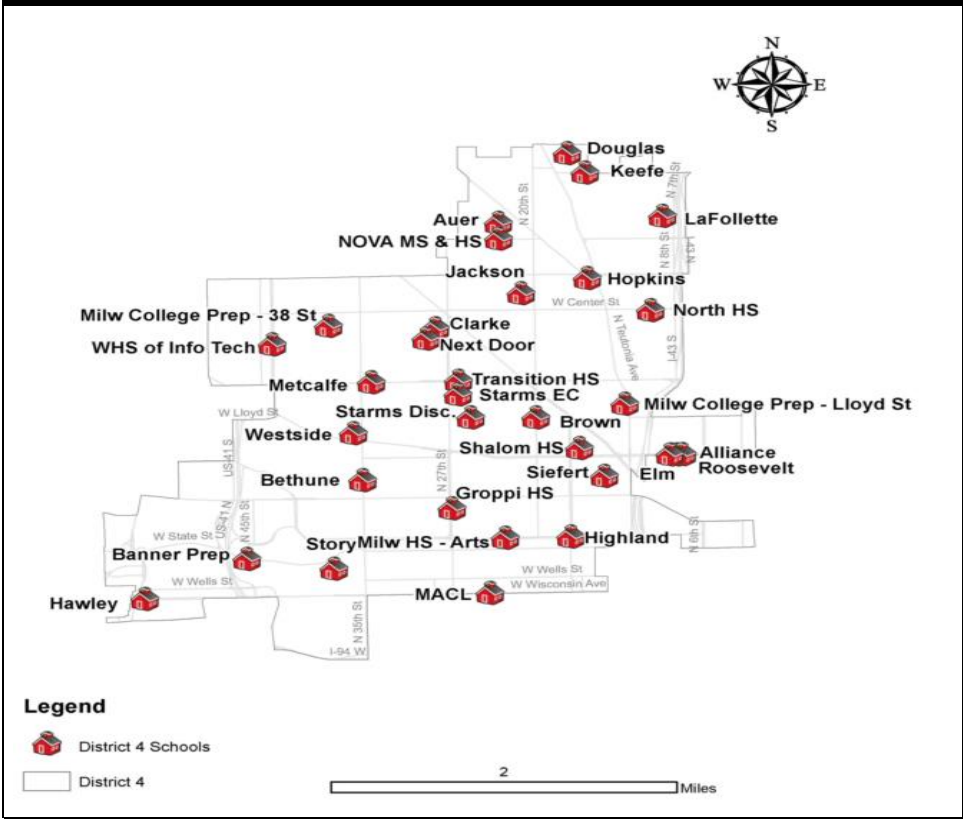 N
W
E
S
Douglas
Keefe
N 7th St
N 20th St
Auer
LaFollette
NOVA MS & HS
N 8th St
I-43 N
Jackson
Hopkins
W Center St
Milw College Prep - 38 St
Clarke
North HS
N Teutonia Ave
WHS of Info Tech
Next Door
I-43 S
Metcalfe
Transition HS
Starms EC
W Lloyd St
Starms Disc.
Brown
Milw College Prep - Lloyd St
Westside
Shalom HS
Alliance
US-41 S
N 27th St
Siefert
Elm
Roosevelt
Bethune
Groppi HS
US-41 N
N 45th St
W State St
Story
Milw HS - Arts
Highland
N 6th St
Banner Prep
W Wells St
W Wells St
W Wisconsin Ave
Hawley
MACL
N 35th St
I-94 W
Legend
District 4 Schools
District 4
2
Miles